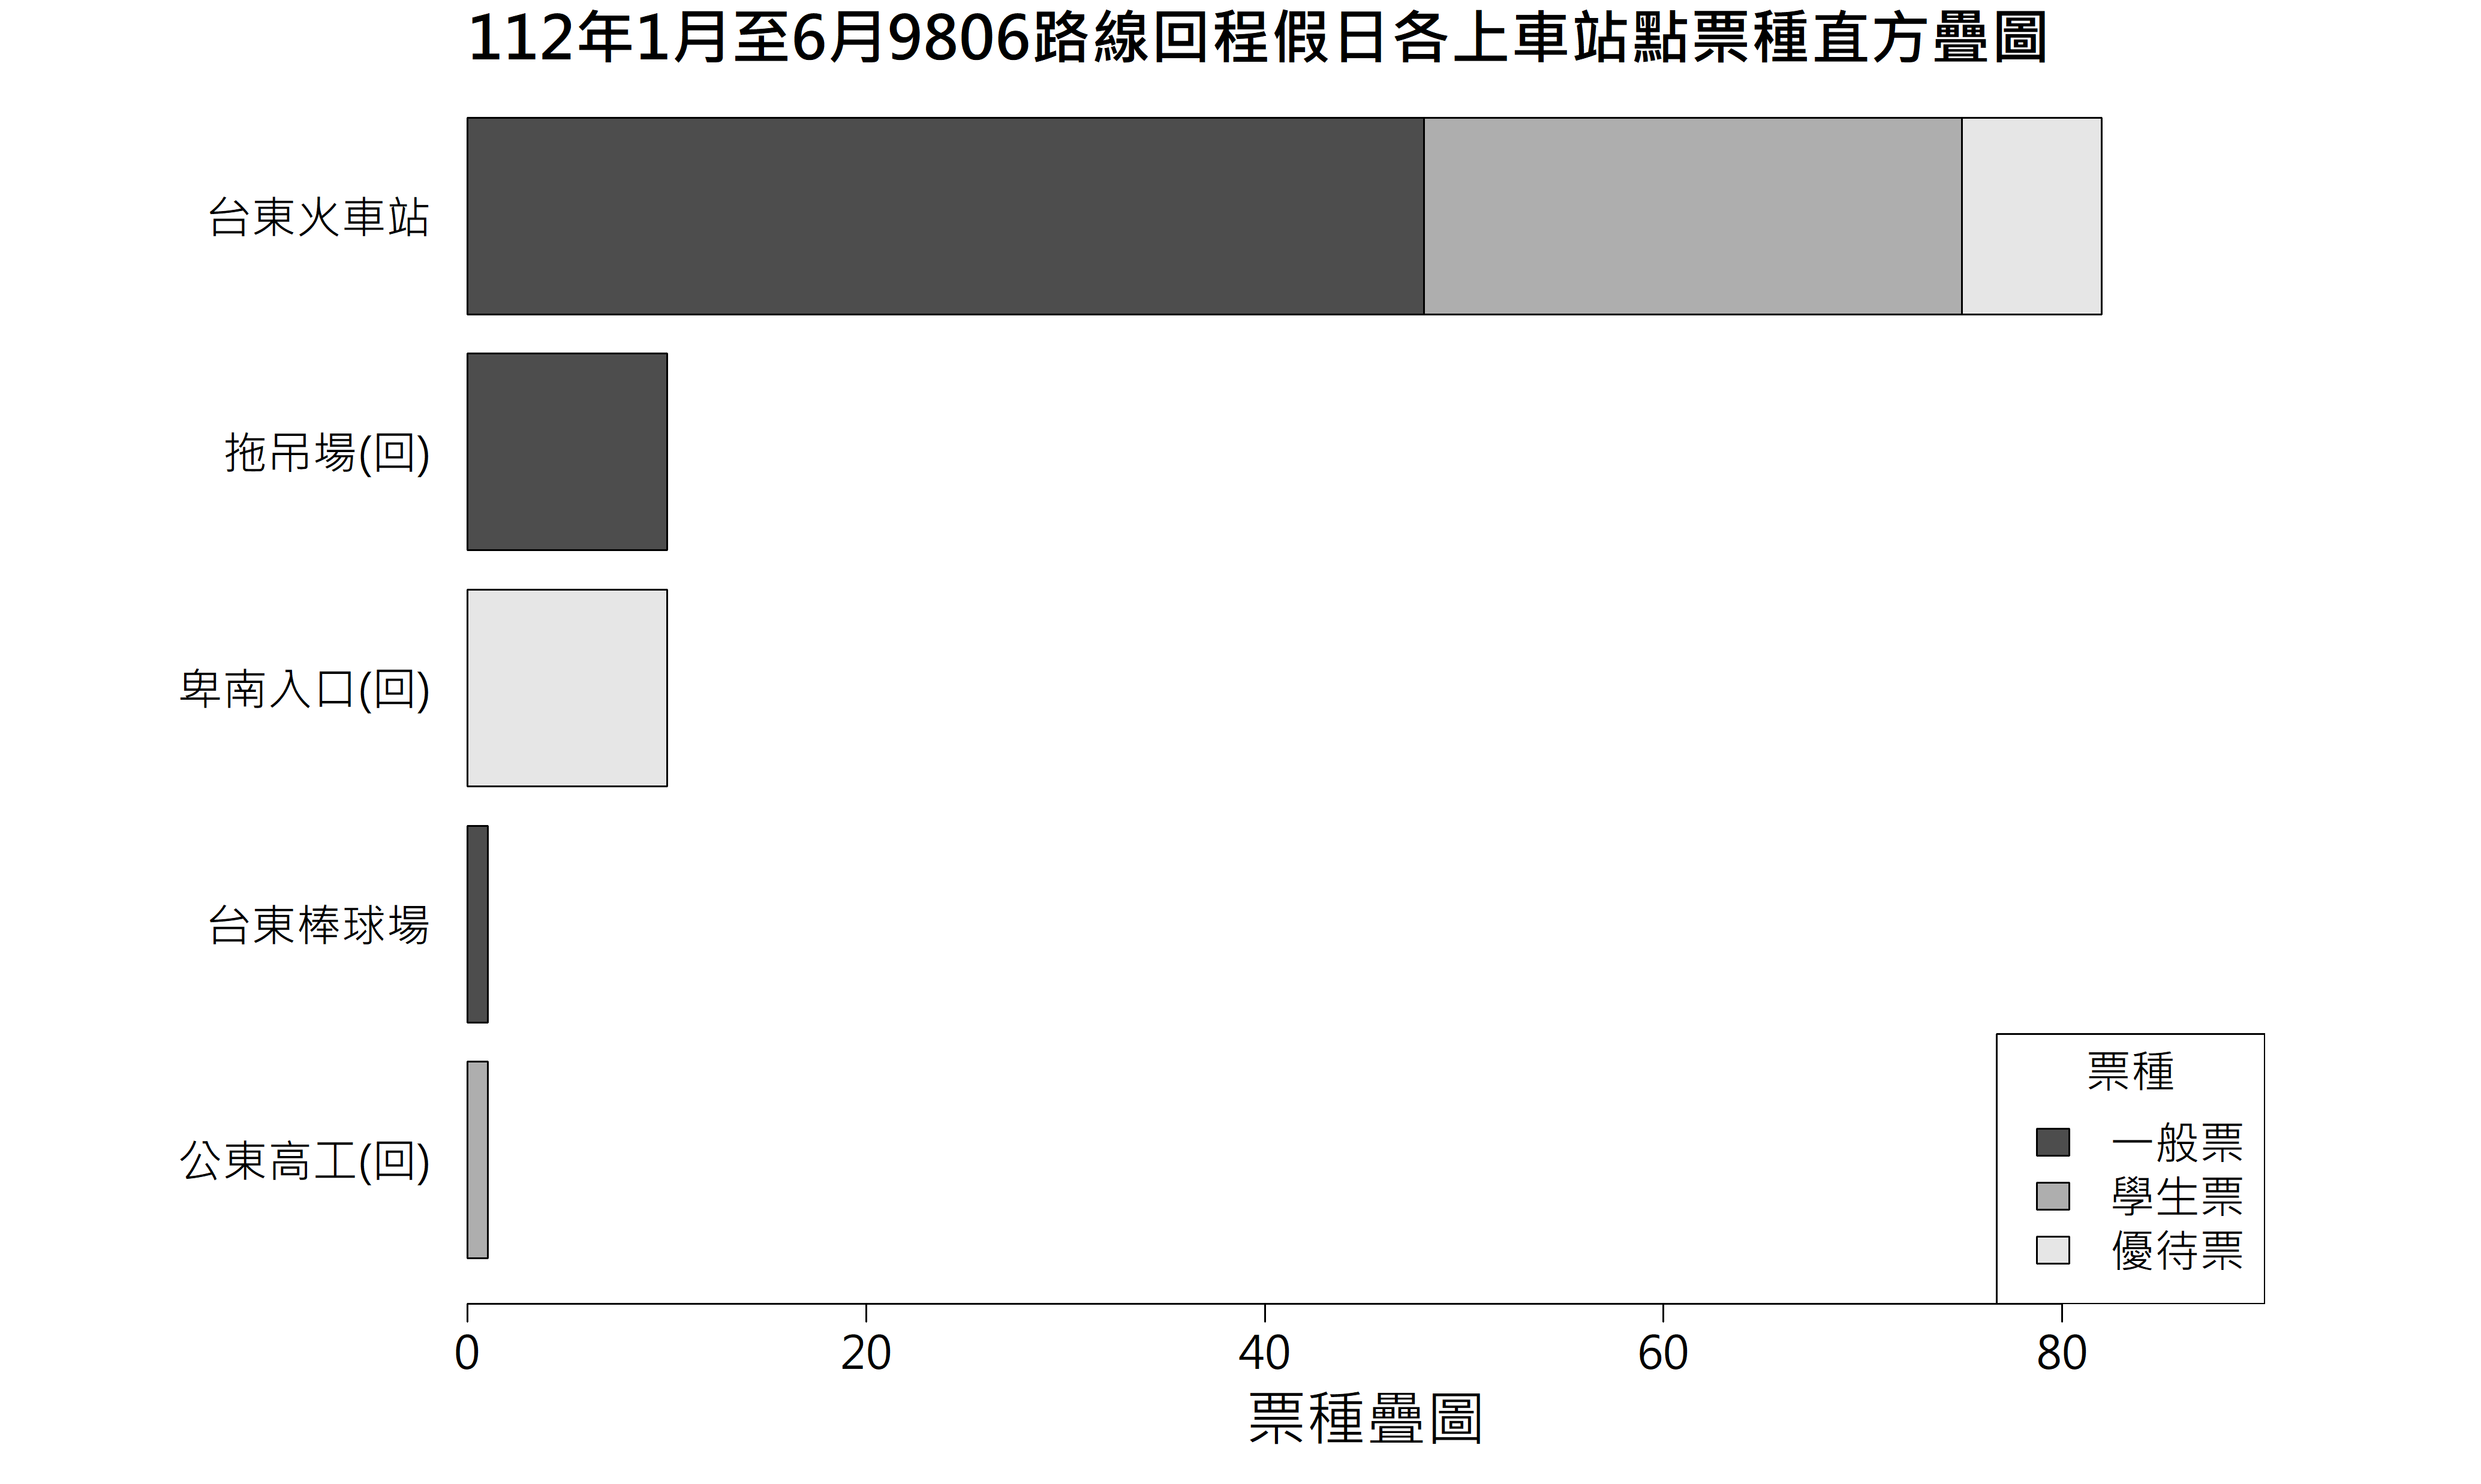 112年1月至6月9806路線回程假日各上車站點票種直方疊圖
台東火車站
拖吊場(回)
卑南入口(回)
台東棒球場
公東高工(回)
票種
一般票
學生票
優待票
0 20 40 60 80
票種疊圖